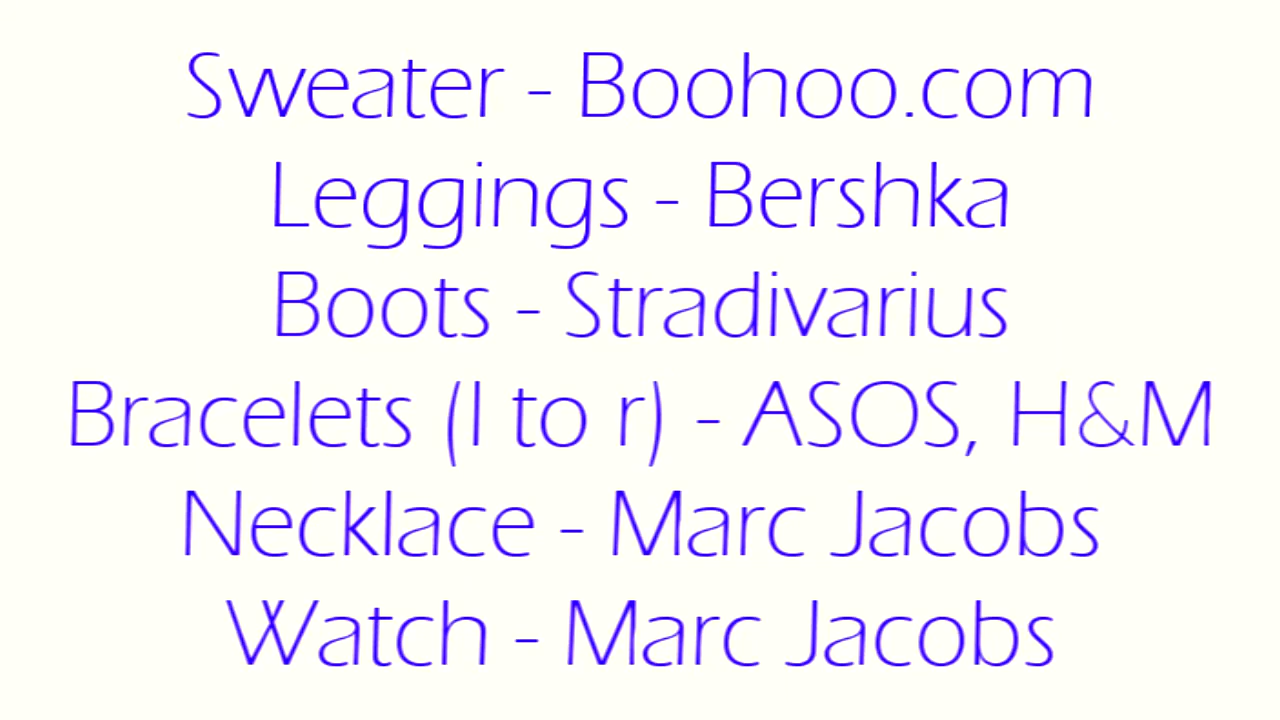 Sweater - Boohoo.com
Leggings - Bershka
Boots - Stradivarius
Bracelets (l to r) - ASOS, H&M
Necklace - Marc Jacobs
Watch - Marc Jacobs